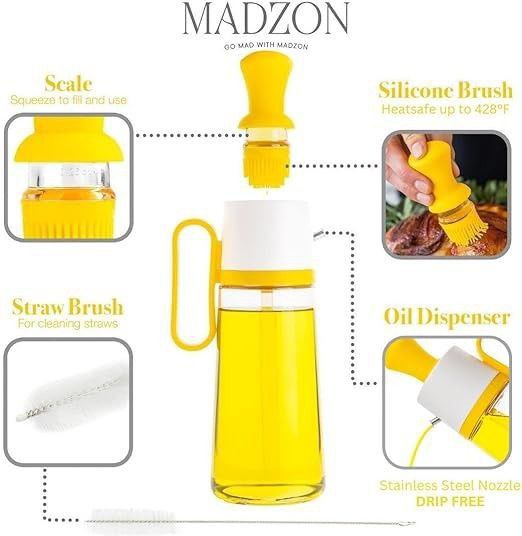 MADZON
GO MAD WITH MADZON
Scale
Squeeze to fill and use
Silicone Brush
Heatsafe up to 428°F
Straw Brush
For cleaning straws
Oil Dispenser
Stainless Steel Nozzle
DRIP FREE